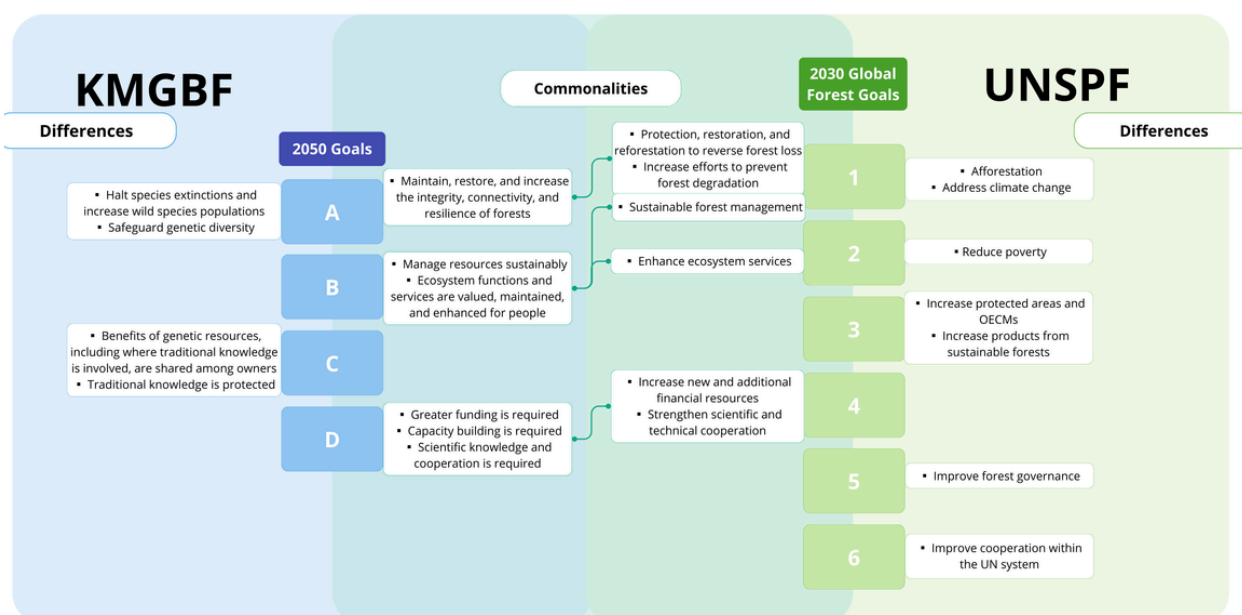 KMGBF
Differences
Commonalities
2030 Global
Forest Goals
UNSPF
Differences
2050 Goals
A
▪ Halt species extinctions and
increase wild species populations
▪ Safeguard genetic diversity
▪ Maintain, restore, and increase
the integrity, connectivity, and
resilience of forests
B
▪ Manage resources sustainably
▪ Ecosystem functions and
services are valued, maintained,
and enhanced for people
C
▪ Benefits of genetic resources,
including where traditional knowledge
is involved, are shared among owners
▪ Traditional knowledge is protected
D
▪ Greater funding is required
▪ Capacity building is required
▪ Scientific knowledge and
cooperation is required
▪ Protection, restoration, and
reforestation to reverse forest loss
▪ Increase efforts to prevent
forest degradation
▪ Sustainable forest management
1
▪ Afforestation
▪ Address climate change
▪ Enhance ecosystem services
2
▪ Reduce poverty
3
▪ Increase protected areas and
OECMs
▪ Increase products from
sustainable forests
▪ Increase new and additional
financial resources
▪ Strengthen scientific and
technical cooperation
4
5
▪ Improve forest governance
6
▪ Improve cooperation within
the UN system